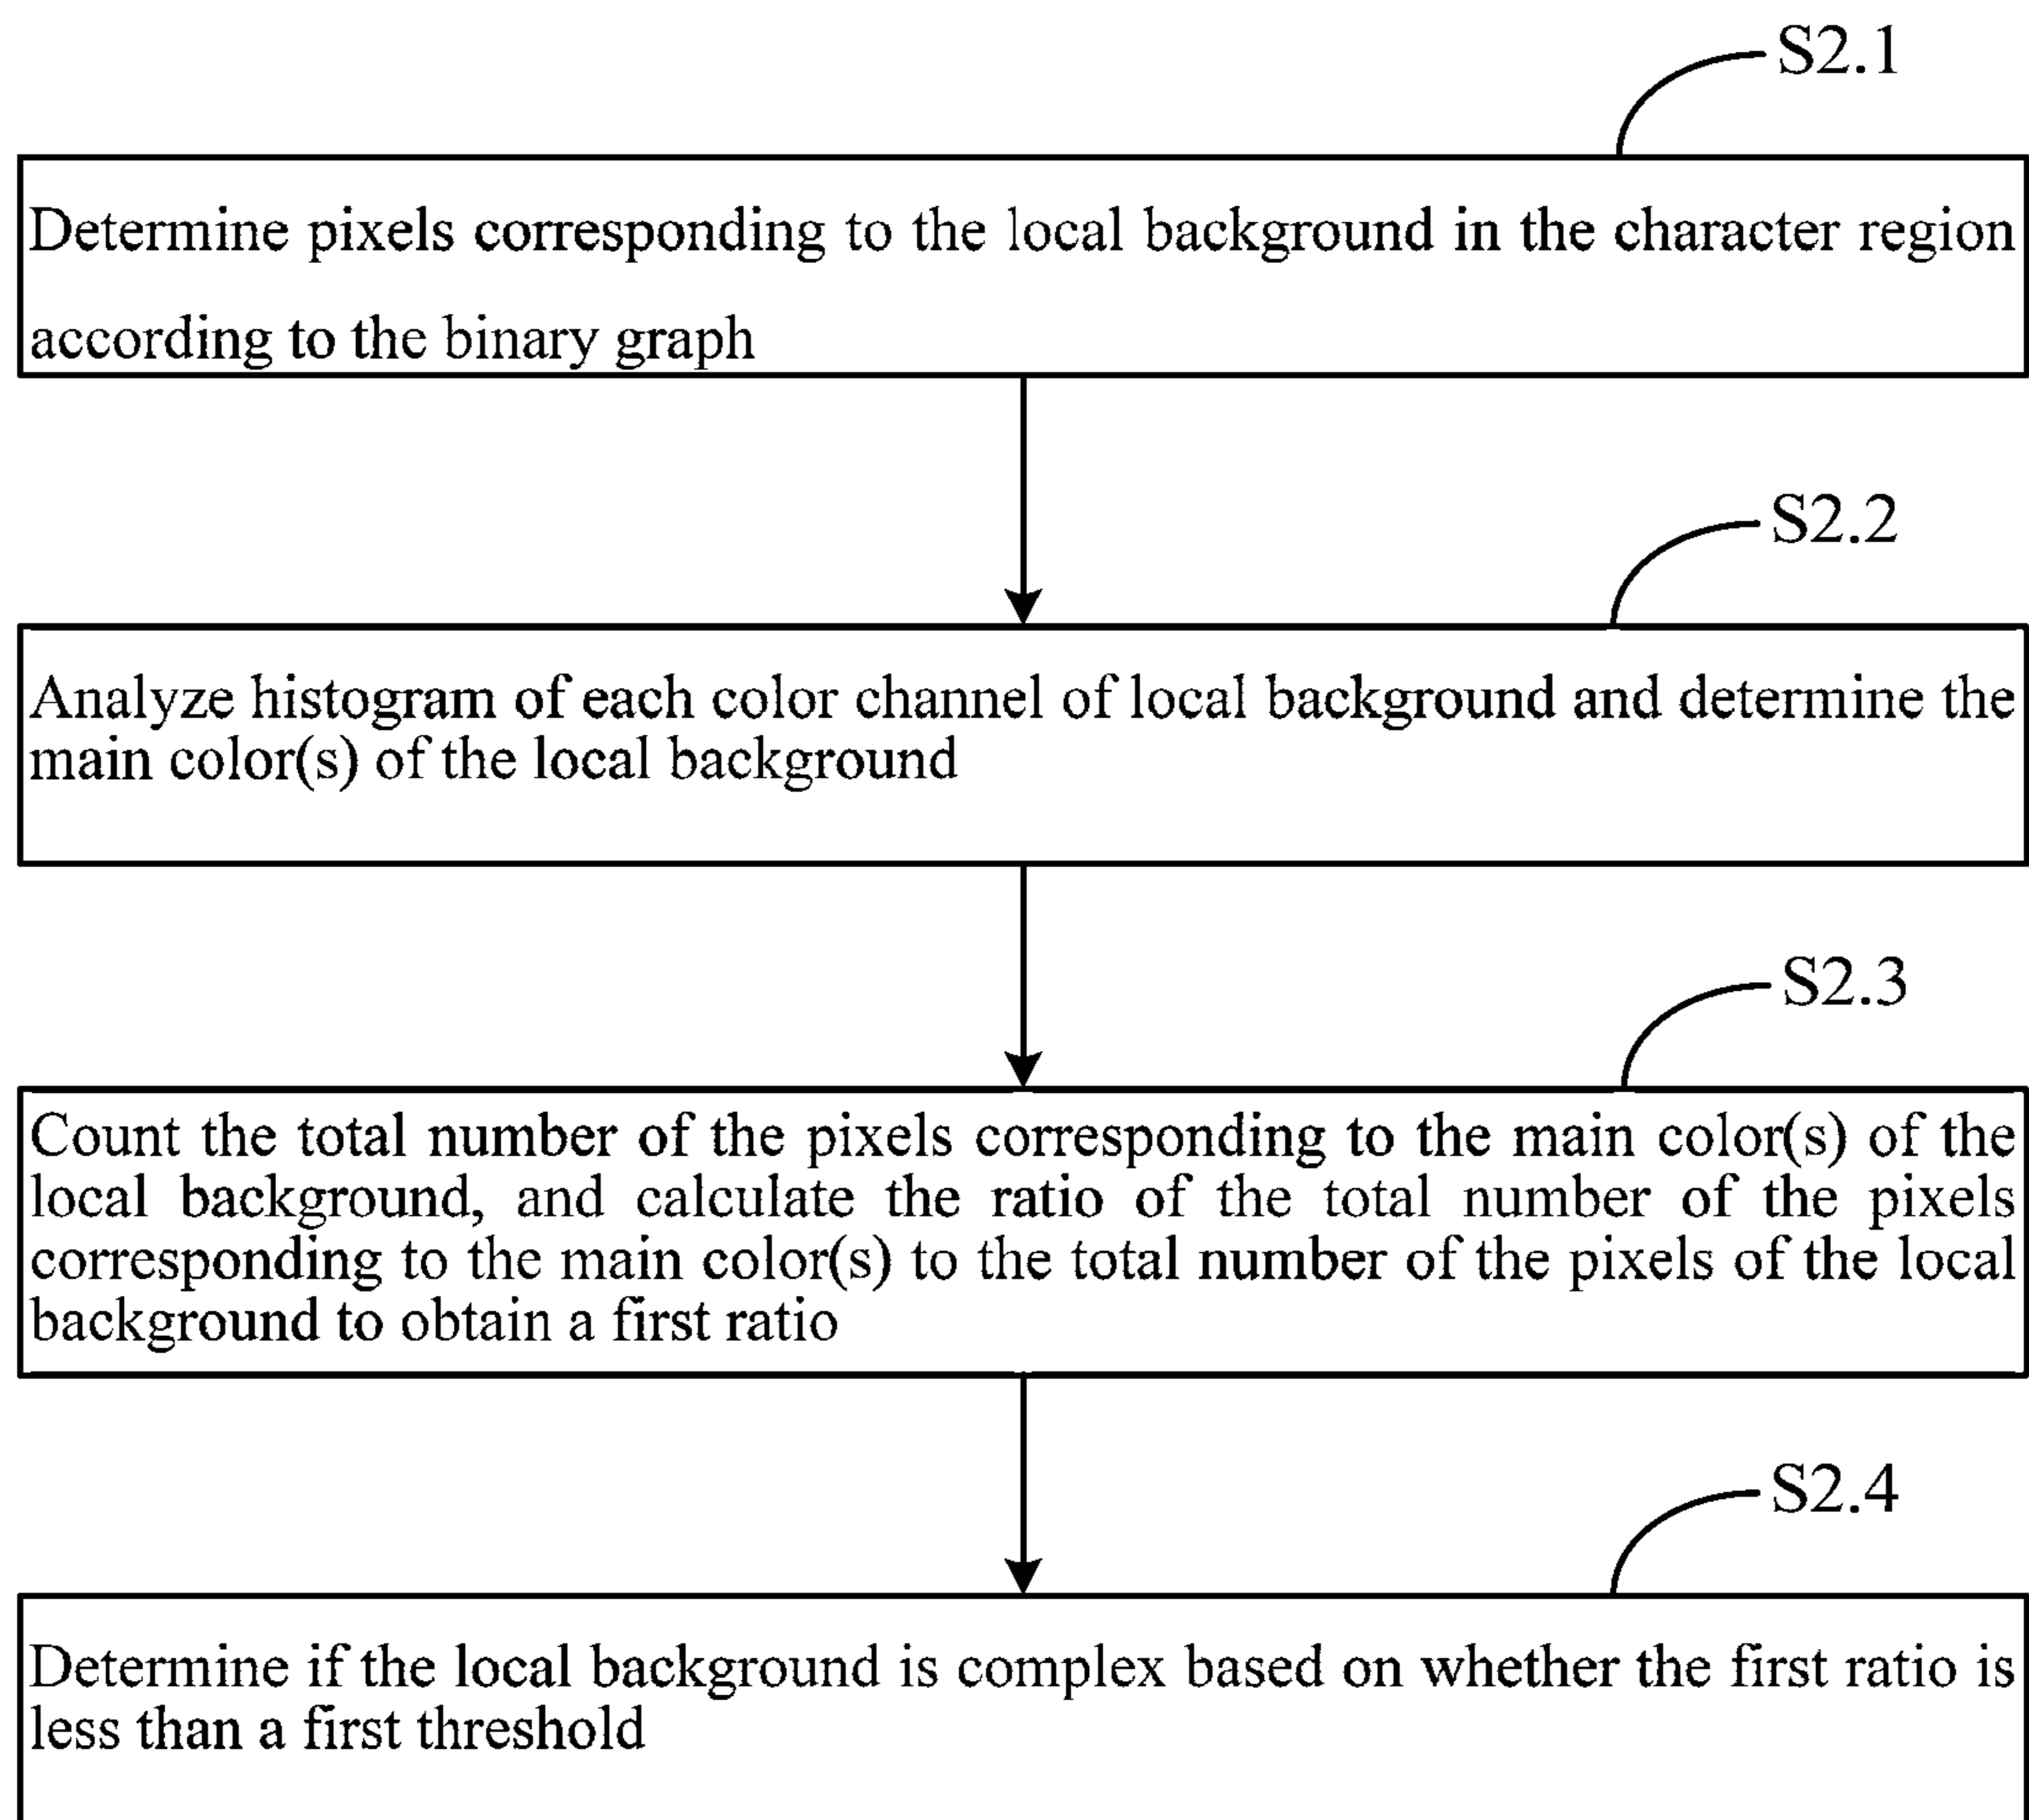 S2.1
Determine pixels corresponding to the local background in the character region
according to the binary graph
S2.2
Analyze histogram of each color channel of local background and determine the
main color(s) of the local background
S2.3
Count the total number of the pixels corresponding to the main color(s) of the
local background, and calculate the ratio of the total number of the pixels
corresponding to the main color(s) to the total number of the pixels of the local
background to obtain a first ratio
S2.4
Determine if the local background is complex based on whether the first ratio is
less than a first threshold